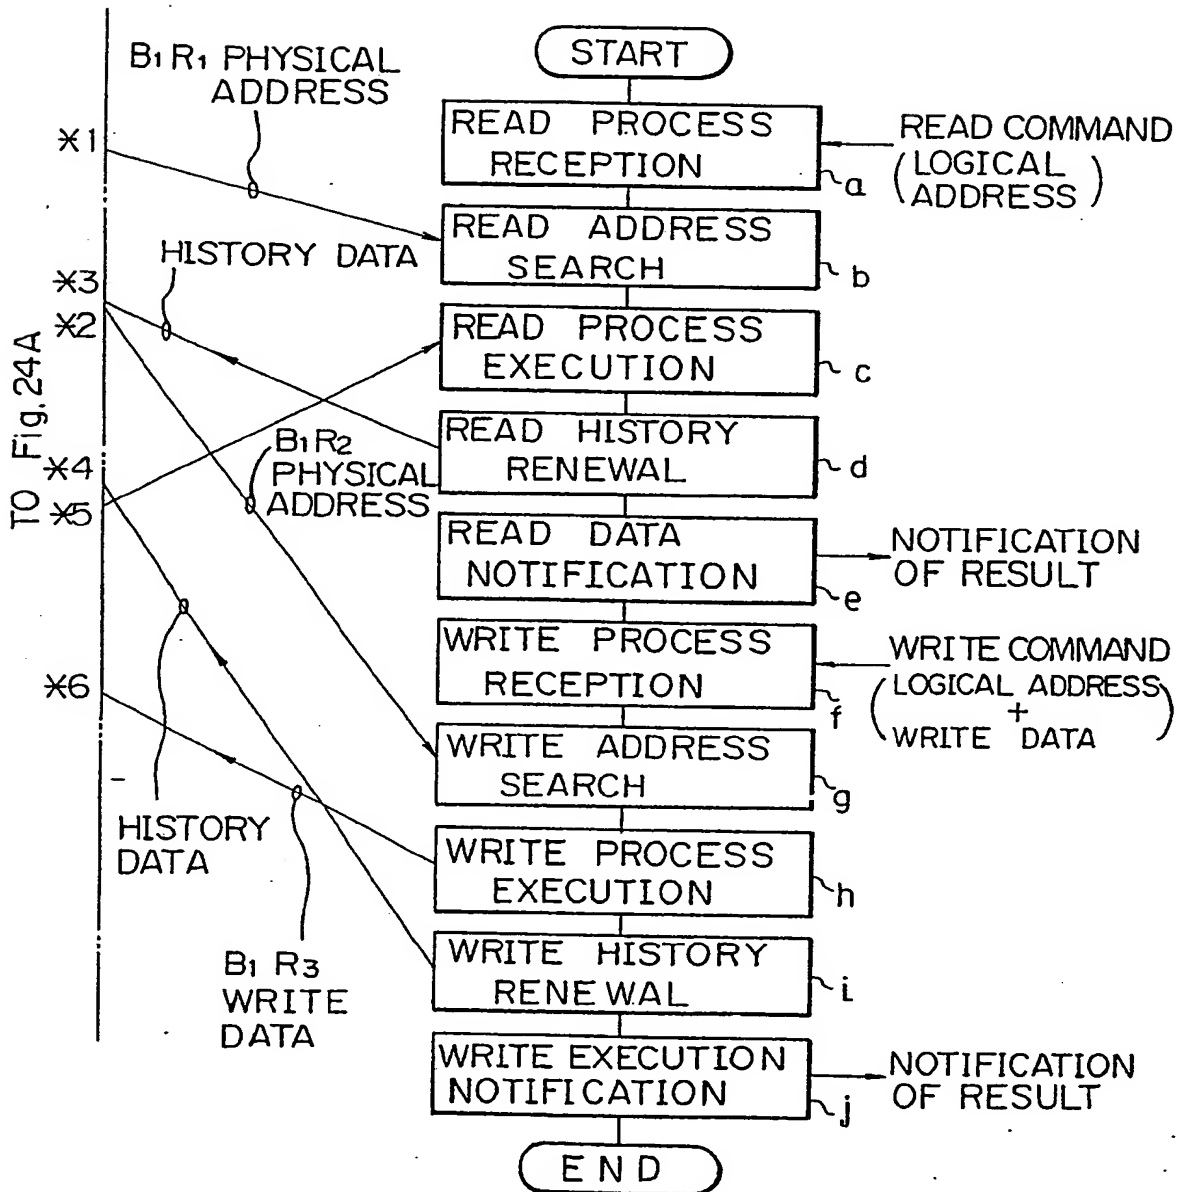 START
B1 R1 PHYSICAL
ADDRESS
READ PROCESS
RECEPTION
a
READ COMMAND
(LOGICAL
ADDRESS)
*1
READ ADDRESS
SEARCH
b
HISTORY DATA
*3
*2
READ PROCESS
EXECUTION
c
TO Fig. 24A
READ HISTORY
RENEWAL
d
B1 R2
PHYSICAL
ADDRESS
*4
*5
READ DATA
NOTIFICATION
e
NOTIFICATION
OF RESULT
WRITE PROCESS
RECEPTION
f
WRITE COMMAND
(LOGICAL ADDRESS
+
WRITE DATA)
*6
WRITE ADDRESS
SEARCH
g
HISTORY
DATA
WRITE PROCESS
EXECUTION
h
B1 R3
WRITE
DATA
WRITE HISTORY
RENEWAL
i
WRITE EXECUTION
NOTIFICATION
j
NOTIFICATION
OF RESULT
END